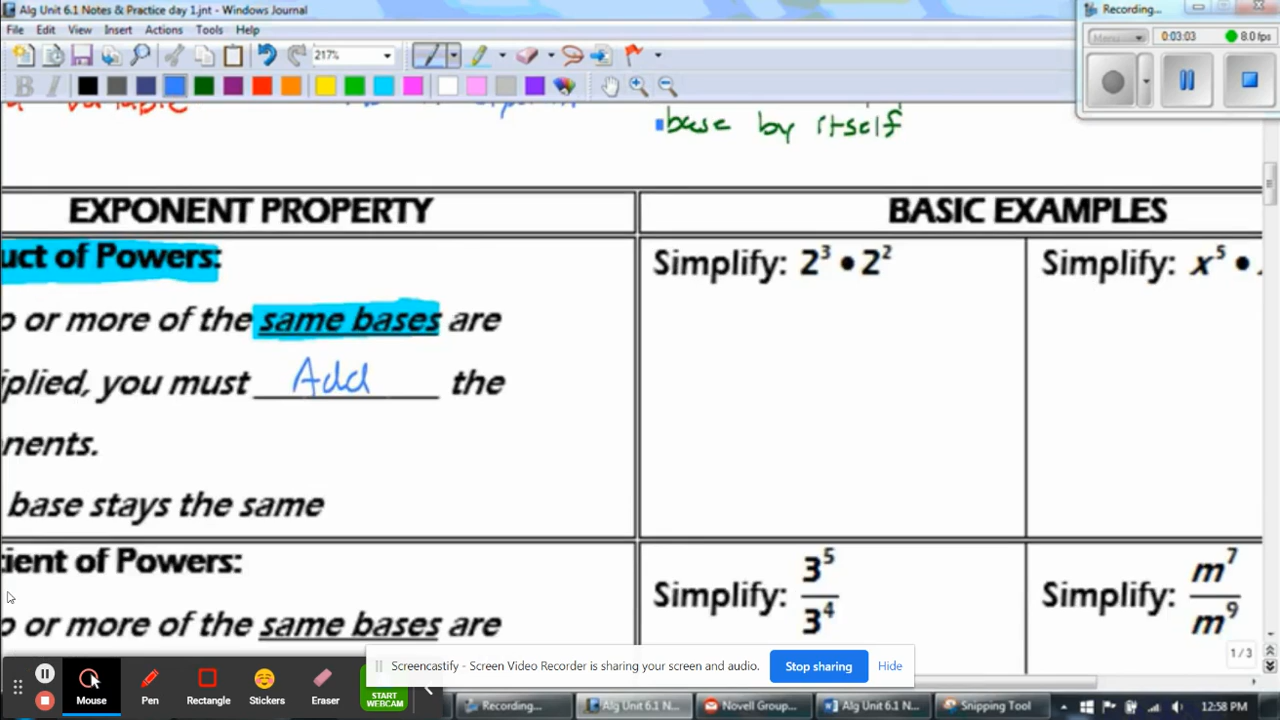 Alg Unit 6.1 Notes & Practice day 1.jnt - Windows Journal
Recording...
File Edit View Insert Actions Tools Help
Menu
0:03:03 8.0 fps
217%
B I
variable
base by itself
EXPONENT PROPERTY
BASIC EXAMPLES
uct of Powers:
Simplify: 2³ • 2²
Simplify: x⁵ •
o or more of the same bases are
iplied, you must Add the
nents.
base stays the same
ient of Powers:
Simplify: 3⁵/3⁴
Simplify: m⁷/m⁹
o or more of the same bases are
1/3
Screencastify - Screen Video Recorder is sharing your screen and audio. Stop sharing Hide
Mouse Pen Rectangle Stickers Eraser START WEBCAM
Recording... Alg Unit 6.1 N... Novell Group... Alg Unit 6.1 N... Snipping Tool 12:58 PM